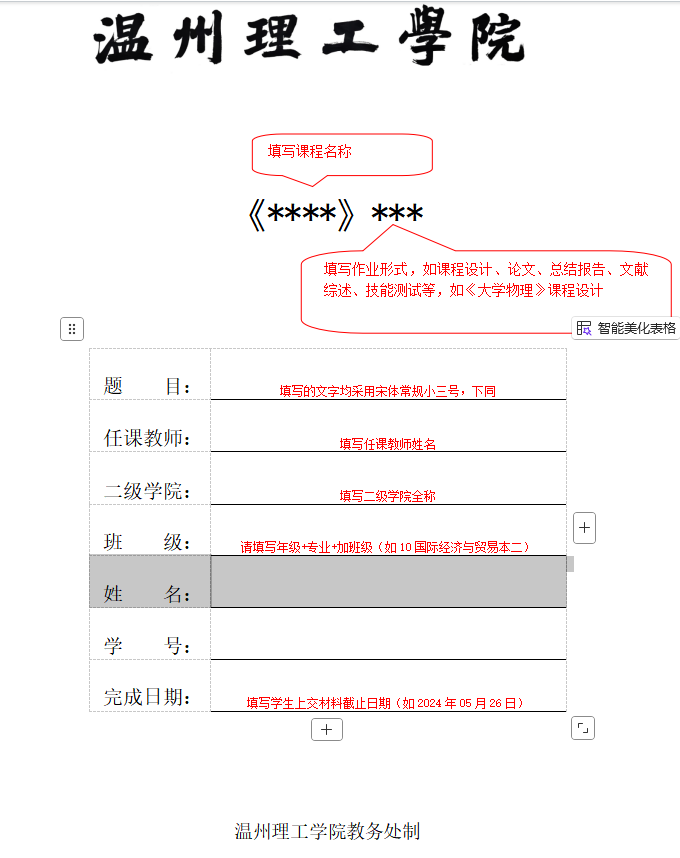 温州理工學院
填写课程名称
《****》***
填写作业形式，如课程设计、论文、总结报告、文献
综述、技能测试等，如《大学物理》课程设计
智能美化表格
题 目： 填写的文字均采用宋体常规小三号，下同
任课教师： 填写任课教师姓名
二级学院： 填写二级学院全称
班 级： 请填写年级+专业+加班级（如 10 国际经济与贸易本二）
姓 名：
学 号：
完成日期： 填写学生上交材料截止日期（如 2024 年 05 月 26 日）
温州理工学院教务处制